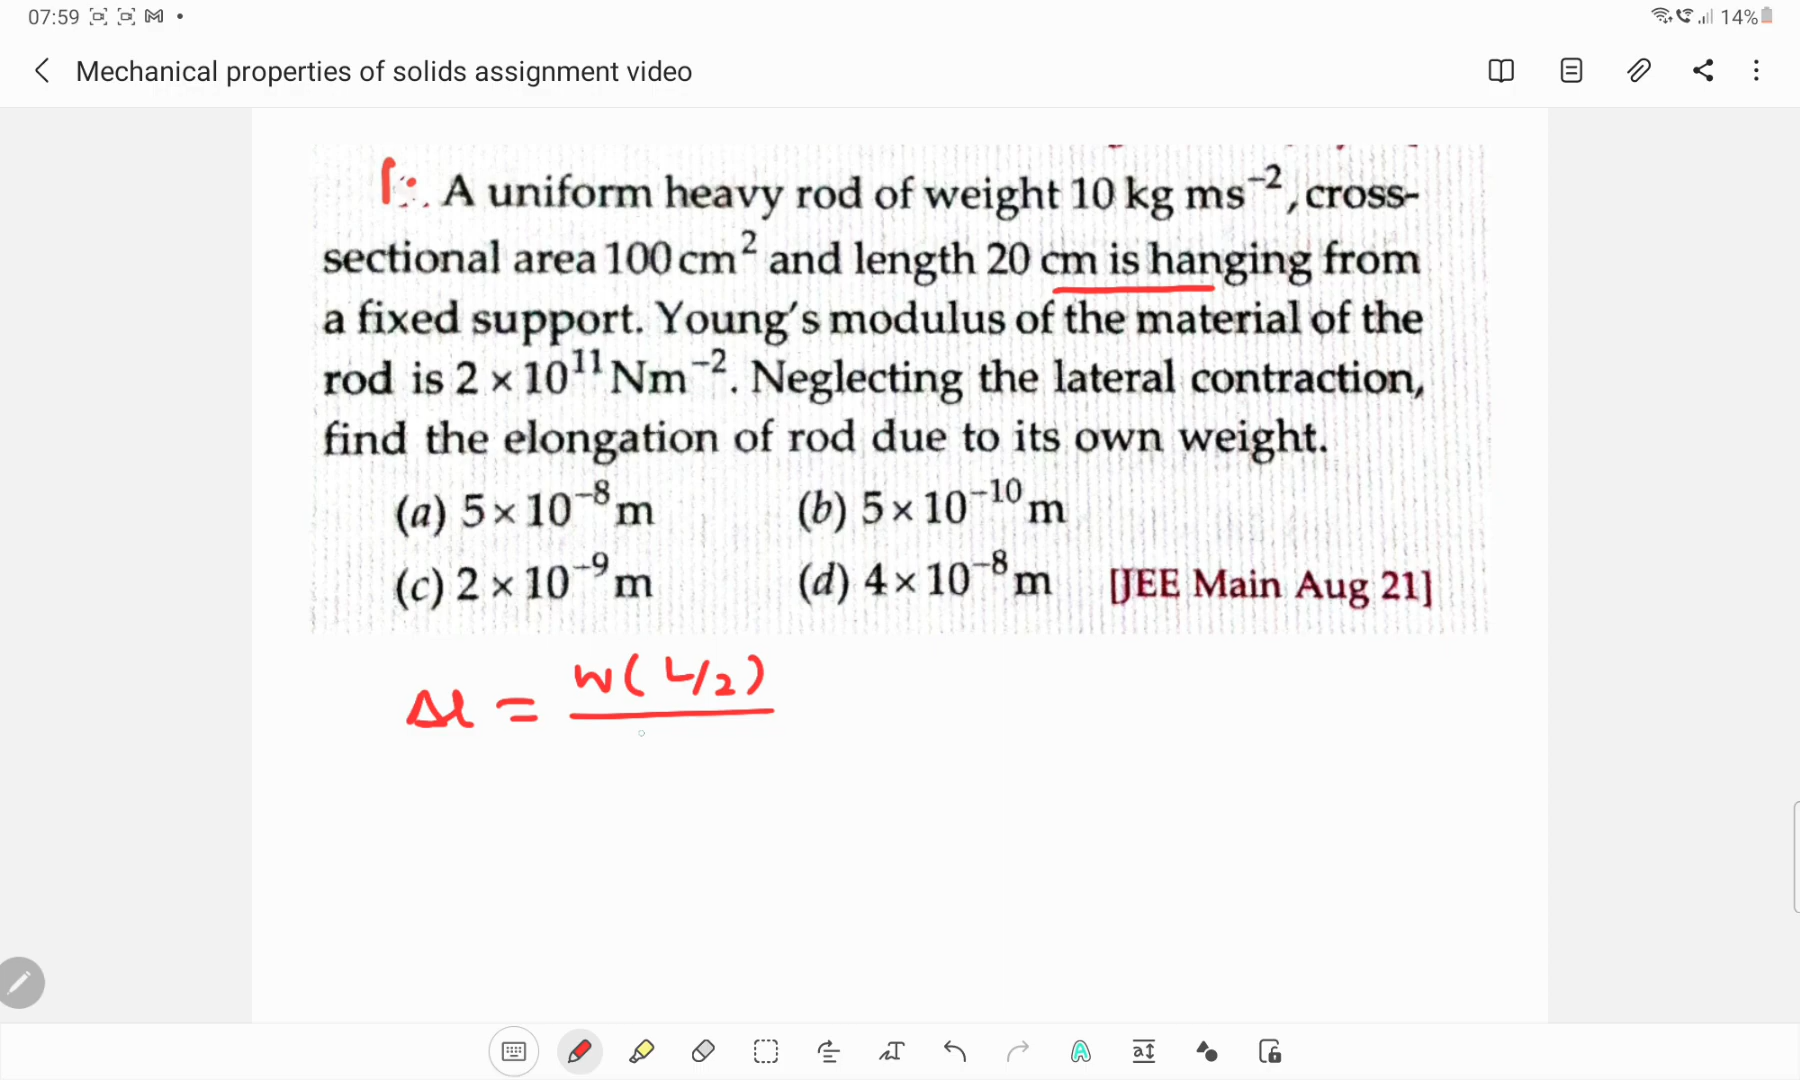 07:59
14%
Mechanical properties of solids assignment video
1. A uniform heavy rod of weight 10 kg ms⁻², cross-
sectional area 100 cm² and length 20 cm is hanging from
a fixed support. Young's modulus of the material of the
rod is 2 × 10¹¹ Nm⁻². Neglecting the lateral contraction,
find the elongation of rod due to its own weight.
(a) 5 × 10⁻⁸ m (b) 5 × 10⁻¹⁰ m
(c) 2 × 10⁻⁹ m (d) 4 × 10⁻⁸ m [JEE Main Aug 21]
Δl = W(L/2)